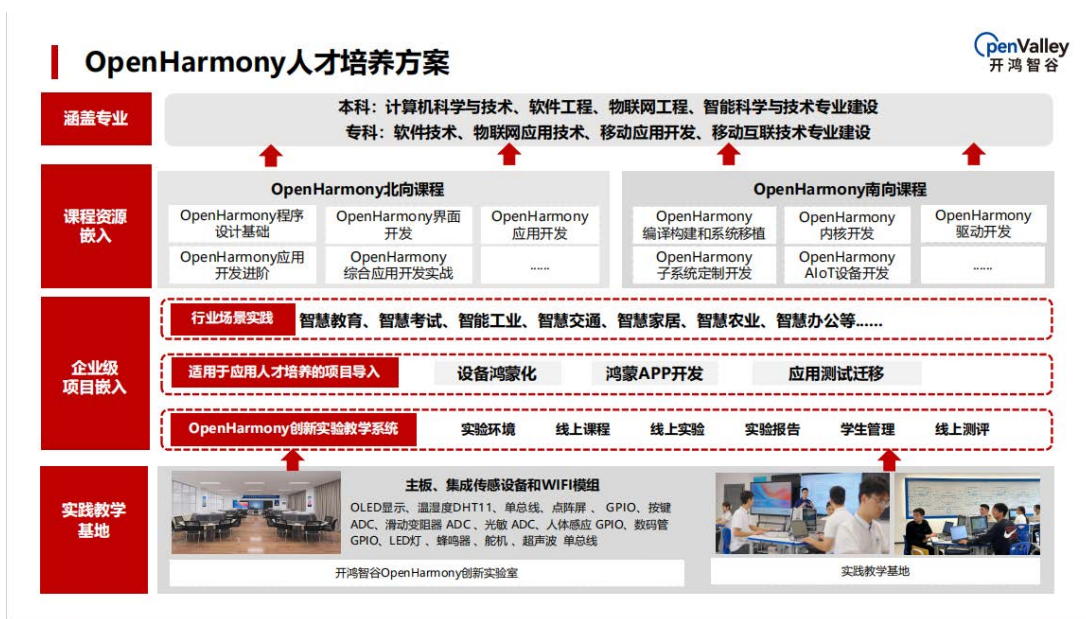 OpenHarmony人才培养方案
OpenValley
开鸿智谷
涵盖专业
本科：计算机科学与技术、软件工程、物联网工程、智能科学与技术专业建设
专科：软件技术、物联网应用技术、移动应用开发、移动互联技术专业建设
课程资源
嵌入
OpenHarmony北向课程
OpenHarmony程序
设计基础
OpenHarmony界面
开发
OpenHarmony
应用开发
OpenHarmony应用
开发进阶
OpenHarmony
综合应用开发实战
......
OpenHarmony南向课程
OpenHarmony
编译构建和系统移植
OpenHarmony
内核开发
OpenHarmony
驱动开发
OpenHarmony
子系统定制开发
OpenHarmony
AIoT设备开发
......
企业级
项目嵌入
行业场景实践
智慧教育、智慧考试、智能工业、智慧交通、智慧家居、智慧农业、智慧办公等......
适用于应用人才培养的项目导入
设备鸿蒙化
鸿蒙APP开发
应用测试迁移
OpenHarmony创新实验教学系统
实验环境
线上课程
线上实验
实验报告
学生管理
线上测评
实践教学
基地
主板、集成传感设备和WIFI模组
OLED显示、温湿度DHT11、单总线、点阵屏 、 GPIO、按键
ADC、滑动变阻器 ADC 、光敏 ADC、人体感应 GPIO、数码管
GPIO、LED灯 、蜂鸣器 、舵机 、超声波 单总线
开鸿智谷OpenHarmony创新实验室
实践教学基地